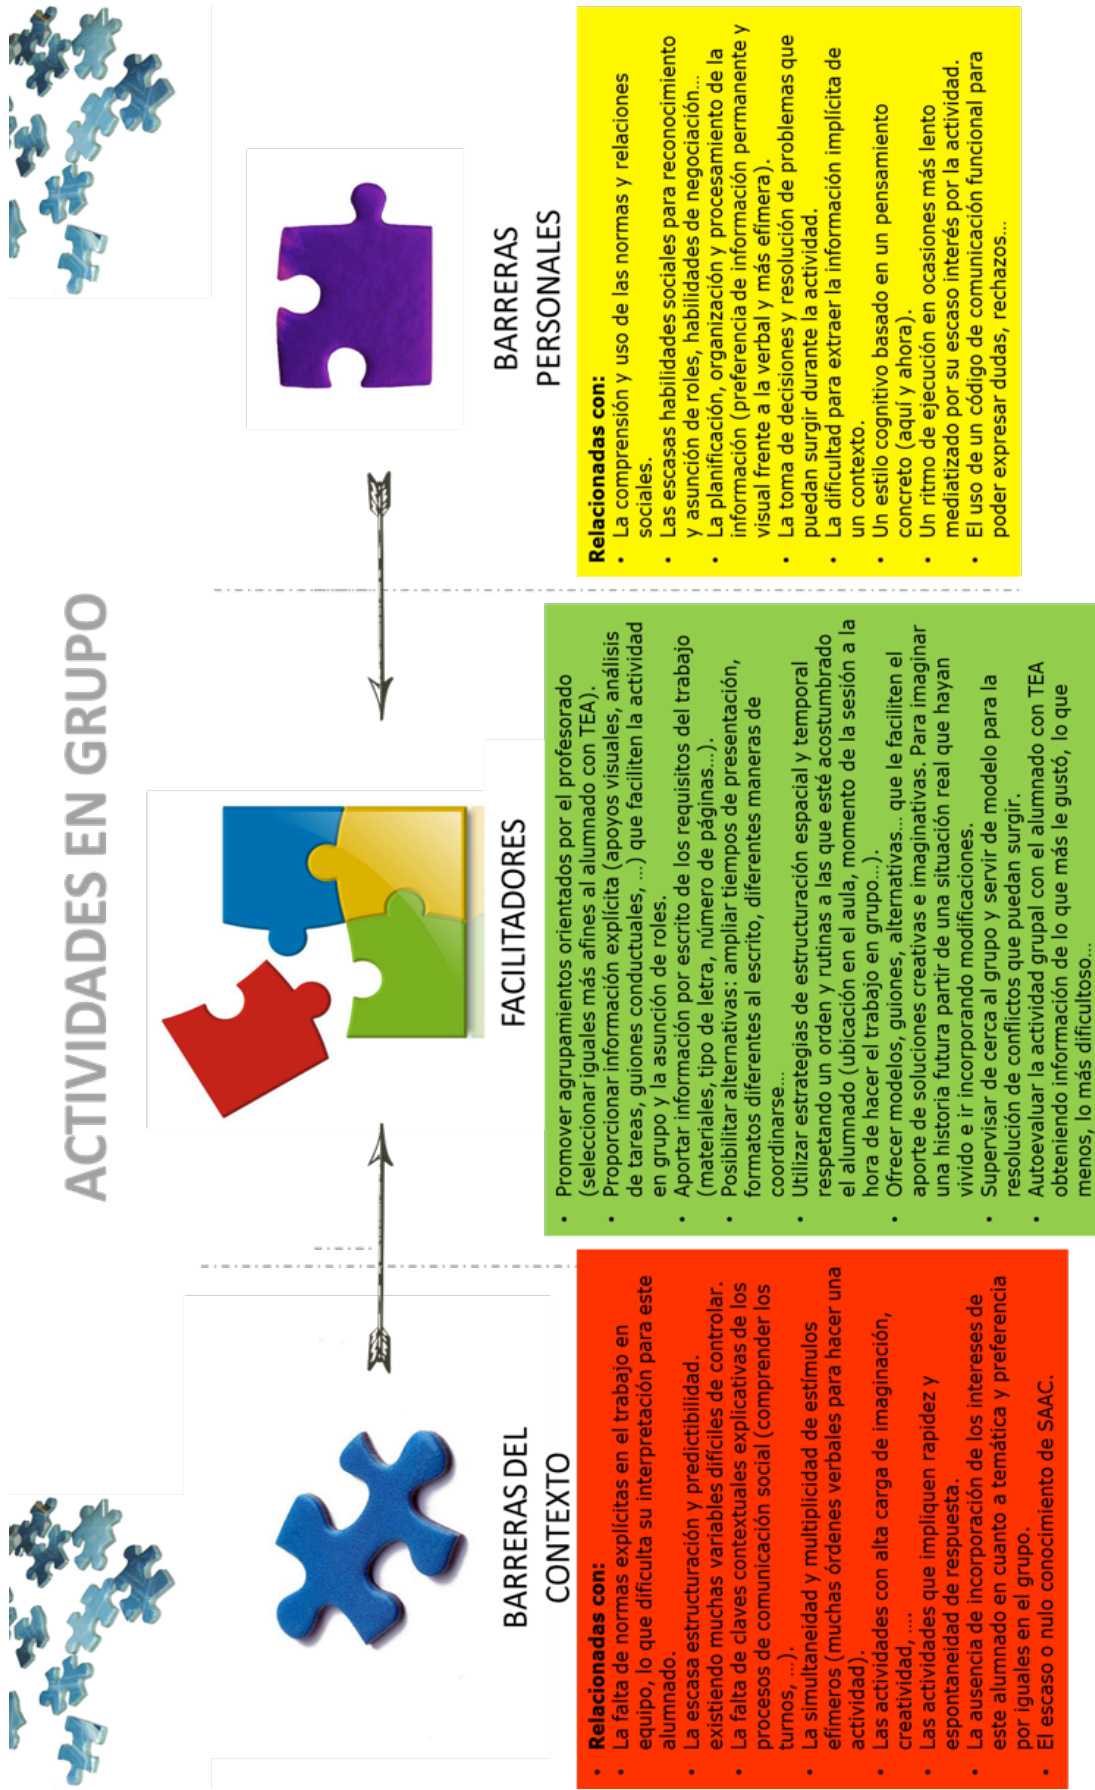 ACTIVIDADES EN GRUPO
BARRERAS DEL
CONTEXTO
• Relacionadas con:
• La falta de normas explícitas en el trabajo en
equipo, lo que dificulta su interpretación para este
alumnado.
• La escasa estructuración y predictibilidad.
existiendo muchas variables difíciles de controlar.
• La falta de claves contextuales explicativas de los
procesos de comunicación social (comprender los
turnos, ...).
• La simultaneidad y multiplicidad de estímulos
efímeros (muchas órdenes verbales para hacer una
actividad).
• Las actividades con alta carga de imaginación,
creatividad, ....
• Las actividades que impliquen rapidez y
espontaneidad de respuesta.
• La ausencia de incorporación de los intereses de
este alumnado en cuanto a temática y preferencia
por iguales en el grupo.
• El escaso o nulo conocimiento de SAAC.
FACILITADORES
• Promover agrupamientos orientados por el profesorado
(seleccionar iguales más afines al alumnado con TEA).
• Proporcionar información explícita (apoyos visuales, análisis
de tareas, guiones conductuales, ...) que faciliten la actividad
en grupo y la asunción de roles.
• Aportar información por escrito de los requisitos del trabajo
(materiales, tipo de letra, número de páginas...).
• Posibilitar alternativas: ampliar tiempos de presentación,
formatos diferentes al escrito, diferentes maneras de
coordinarse...
• Utilizar estrategias de estructuración espacial y temporal
respetando un orden y rutinas a las que esté acostumbrado
el alumnado (ubicación en el aula, momento de la sesión a la
hora de hacer el trabajo en grupo...).
• Ofrecer modelos, guiones, alternativas... que le faciliten el
aporte de soluciones creativas e imaginativas. Para imaginar
una historia futura partir de una situación real que hayan
vivido e ir incorporando modificaciones.
• Supervisar de cerca al grupo y servir de modelo para la
resolución de conflictos que puedan surgir.
• Autoevaluar la actividad grupal con el alumnado con TEA
obteniendo información de lo que más le gustó, lo que
menos, lo más dificultoso...
BARRERAS
PERSONALES
Relacionadas con:
• La comprensión y uso de las normas y relaciones
sociales.
• Las escasas habilidades sociales para reconocimiento
y asunción de roles, habilidades de negociación...
• La planificación, organización y procesamiento de la
información (preferencia de información permanente y
visual frente a la verbal y más efímera).
• La toma de decisiones y resolución de problemas que
puedan surgir durante la actividad.
• La dificultad para extraer la información implícita de
un contexto.
• Un estilo cognitivo basado en un pensamiento
concreto (aquí y ahora).
• Un ritmo de ejecución en ocasiones más lento
mediatizado por su escaso interés por la actividad.
• El uso de un código de comunicación funcional para
poder expresar dudas, rechazos...